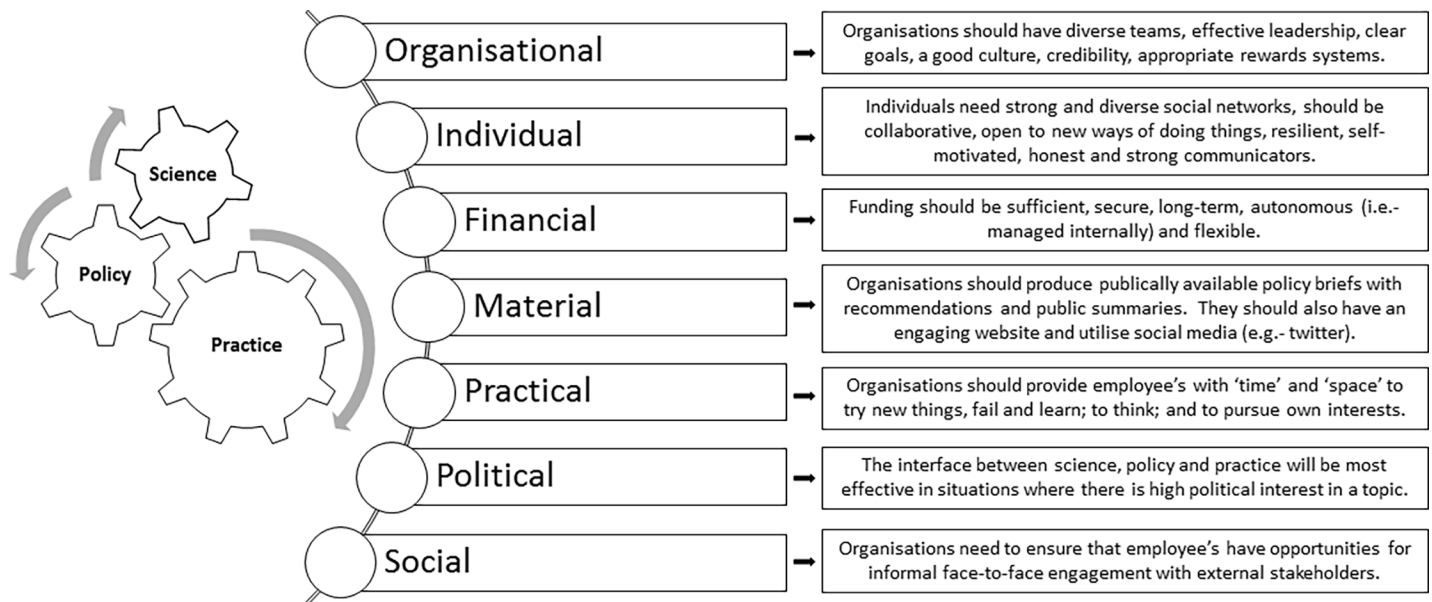 Science
Policy
Practice
Organisational
Organisations should have diverse teams, effective leadership, clear
goals, a good culture, credibility, appropriate rewards systems.
Individual
Individuals need strong and diverse social networks, should be
collaborative, open to new ways of doing things, resilient, self-
motivated, honest and strong communicators.
Financial
Funding should be sufficient, secure, long-term, autonomous (i.e.-
managed internally) and flexible.
Material
Organisations should produce publically available policy briefs with
recommendations and public summaries. They should also have an
engaging website and utilise social media (e.g.- twitter).
Practical
Organisations should provide employee's with ‘time’ and ‘space’ to
try new things, fail and learn; to think; and to pursue own interests.
Political
The interface between science, policy and practice will be most
effective in situations where there is high political interest in a topic.
Social
Organisations need to ensure that employee's have opportunities for
informal face-to-face engagement with external stakeholders.